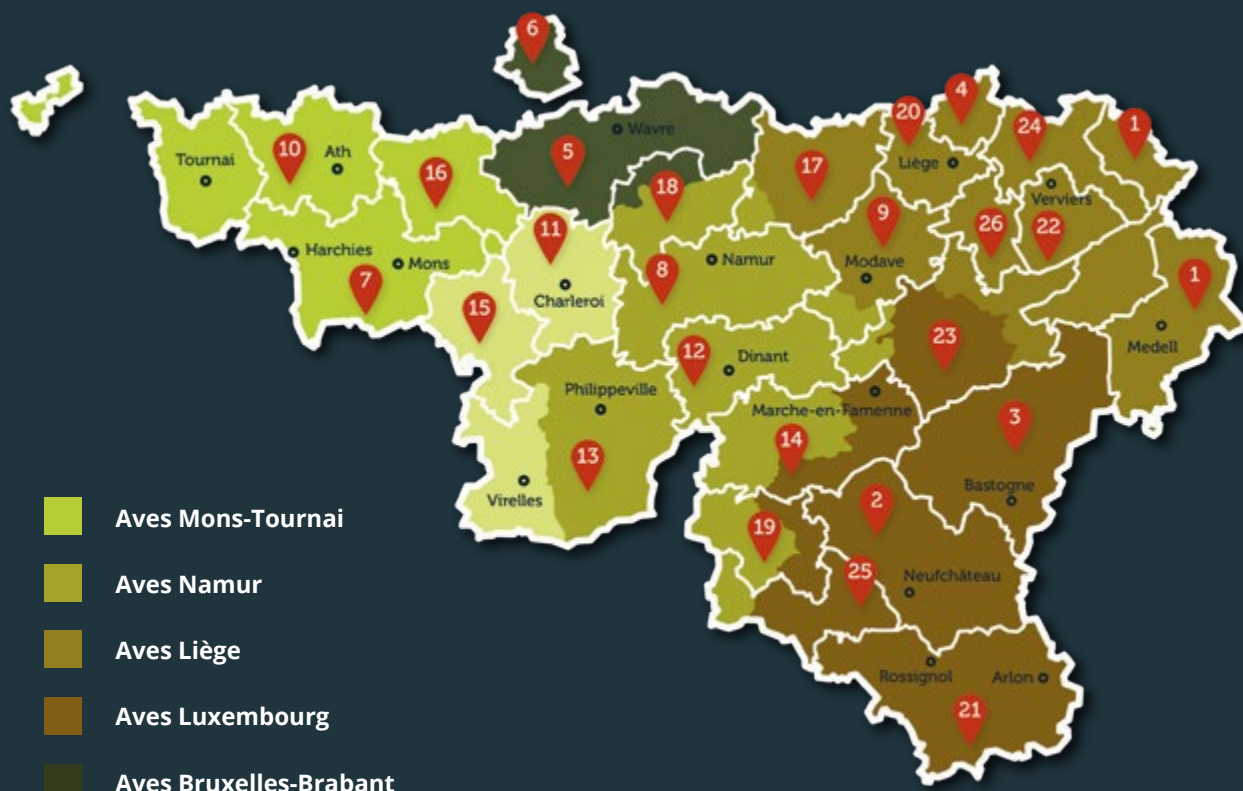 6
4
20
24
1
Wavre
5
Tournai
10
Ath
16
18
17
Liège
Verviers
9
26
22
11
Harchies
Mons
7
8
Namur
Modave
1
15
Charleroi
23
Medell
12
Dinant
Philippeville
Marche-en-Famenne
3
13
14
Virelles
2
Bastogne
19
25
Neufchâteau
Rossignol
Arlon
21
Aves Mons-Tournai
Aves Namur
Aves Liège
Aves Luxembourg
Aves Bruxelles-Brabant